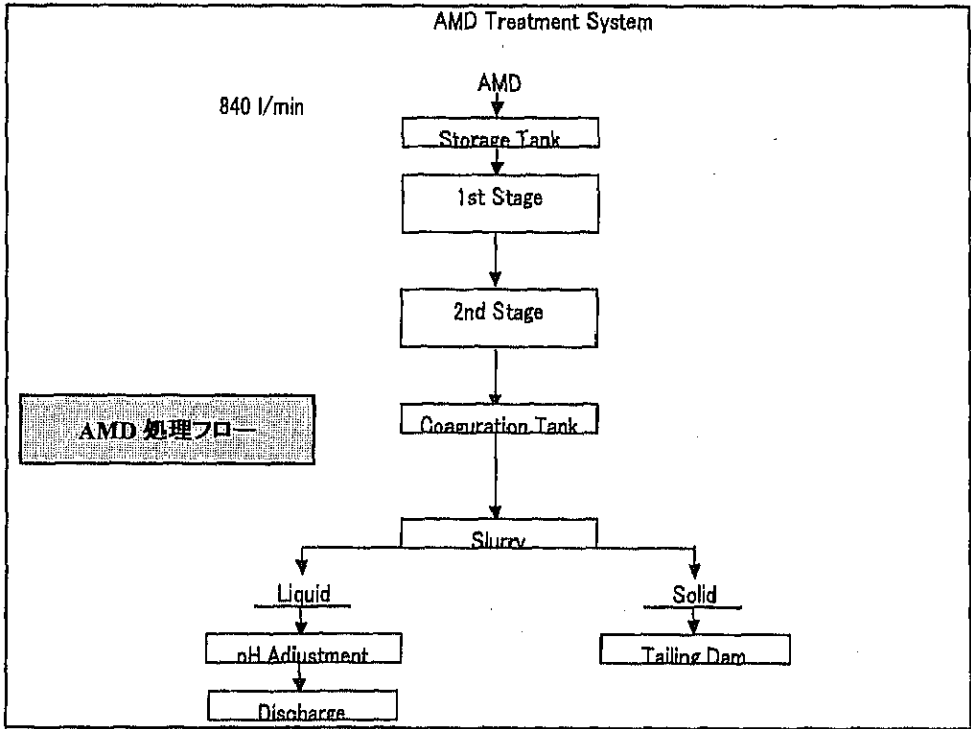 AMD Treatment System
AMD
840 l/min
Storage Tank
1st Stage
2nd Stage
Coaguration Tank
AMD 処理フロー
Slurry
Liquid
Solid
pH Adjustment
Tailing Dam
Discharge